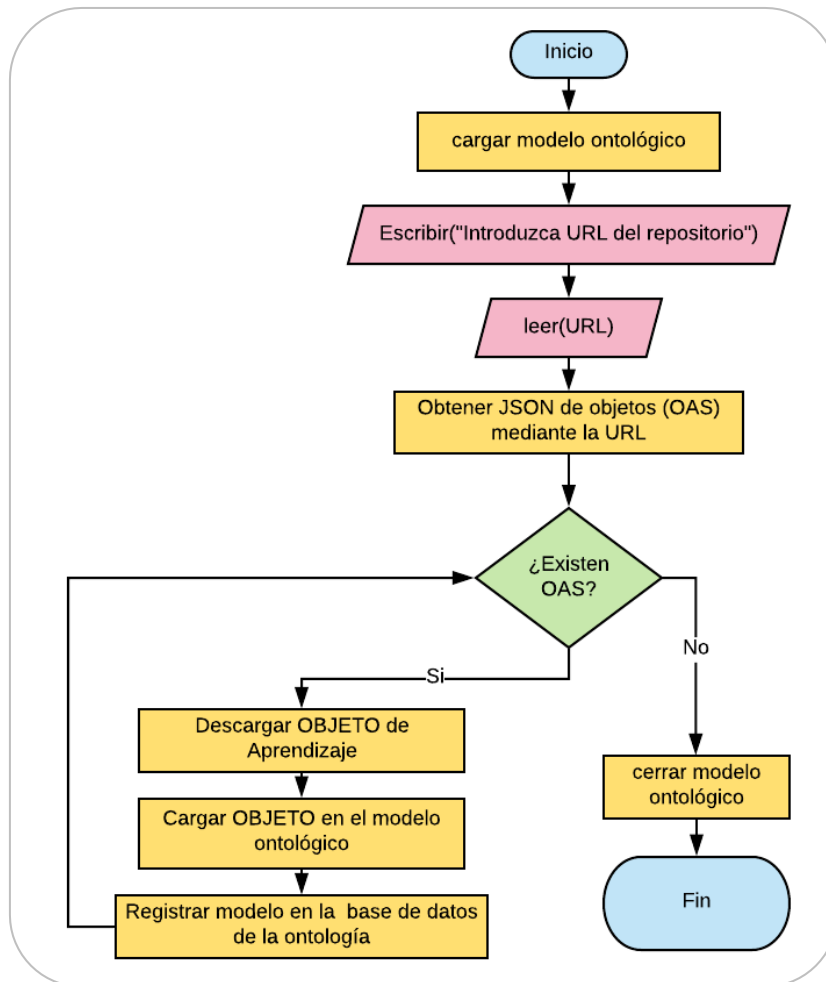 Inicio
cargar modelo ontológico
Escribir("Introduzca URL del repositorio")
leer(URL)
Obtener JSON de objetos (OAS)
mediante la URL
¿Existen
OAS?
No
Si
Descargar OBJETO de
Aprendizaje
Cargar OBJETO en el modelo
ontológico
Registrar modelo en la base de datos
de la ontología
cerrar modelo
ontológico
Fin